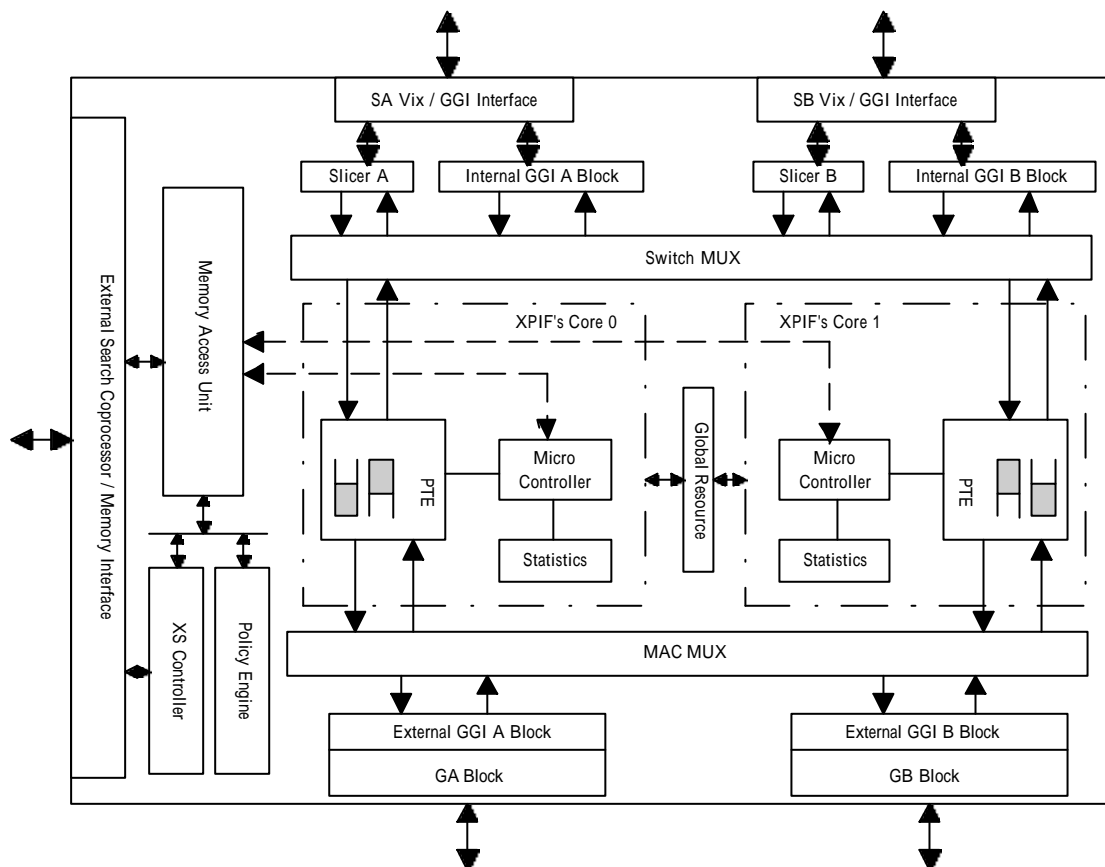 SA Vix / GGI Interface
SB Vix / GGI Interface
Slicer A
Internal GGI A Block
Slicer B
Internal GGI B Block
Switch MUX
External Search Coprocessor / Memory Interface
Memory Access Unit
XPIF's Core 0
XPIF's Core 1
PTE
Micro
Controller
Statistics
Global Resource
Micro
Controller
Statistics
PTE
XS Controller
Policy Engine
MAC MUX
External GGI A Block
GA Block
External GGI B Block
GB Block